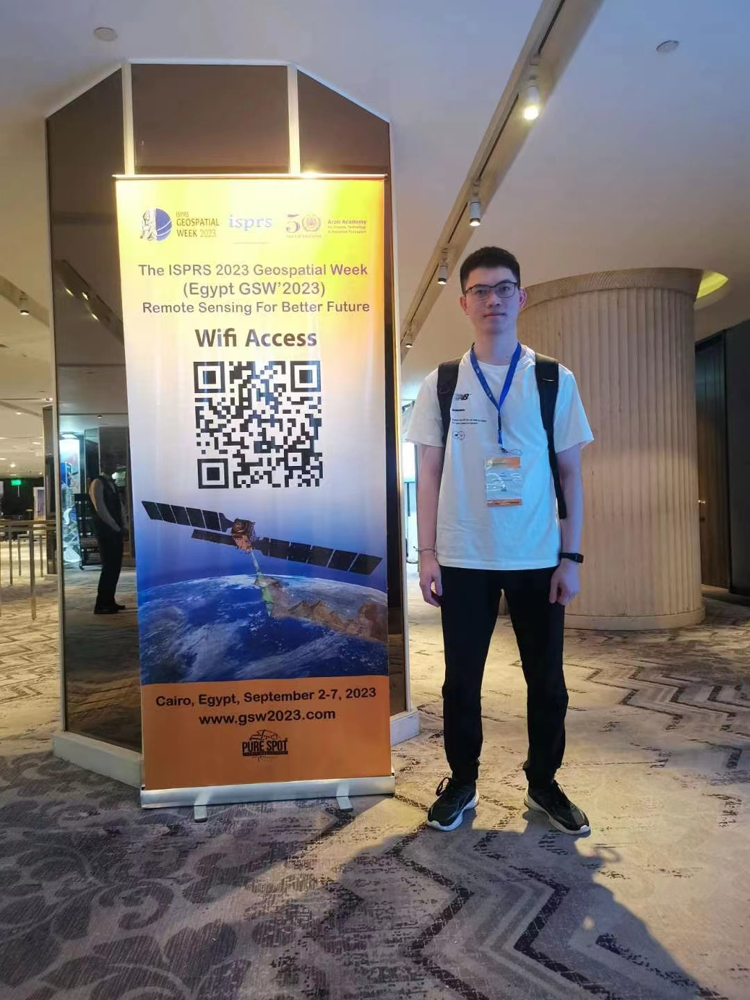 ISPRS
GEOSPATIAL
WEEK 2023
isprs
50
Arab Academy
for Science, Technology
& Maritime Transport
The ISPRS 2023 Geospatial Week
(Egypt GSW'2023)
Remote Sensing For Better Future
Wifi Access
NB
Cairo, Egypt, September 2-7, 2023
www.gsw2023.com
PURE SPOT